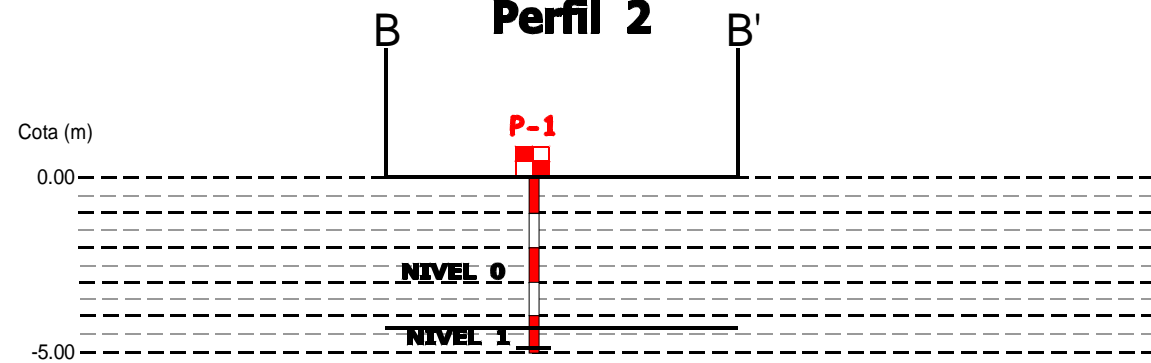 Perfil 2
B B'
P-1
Cota (m)
0.00
NIVEL 0
NIVEL 1
-5.00